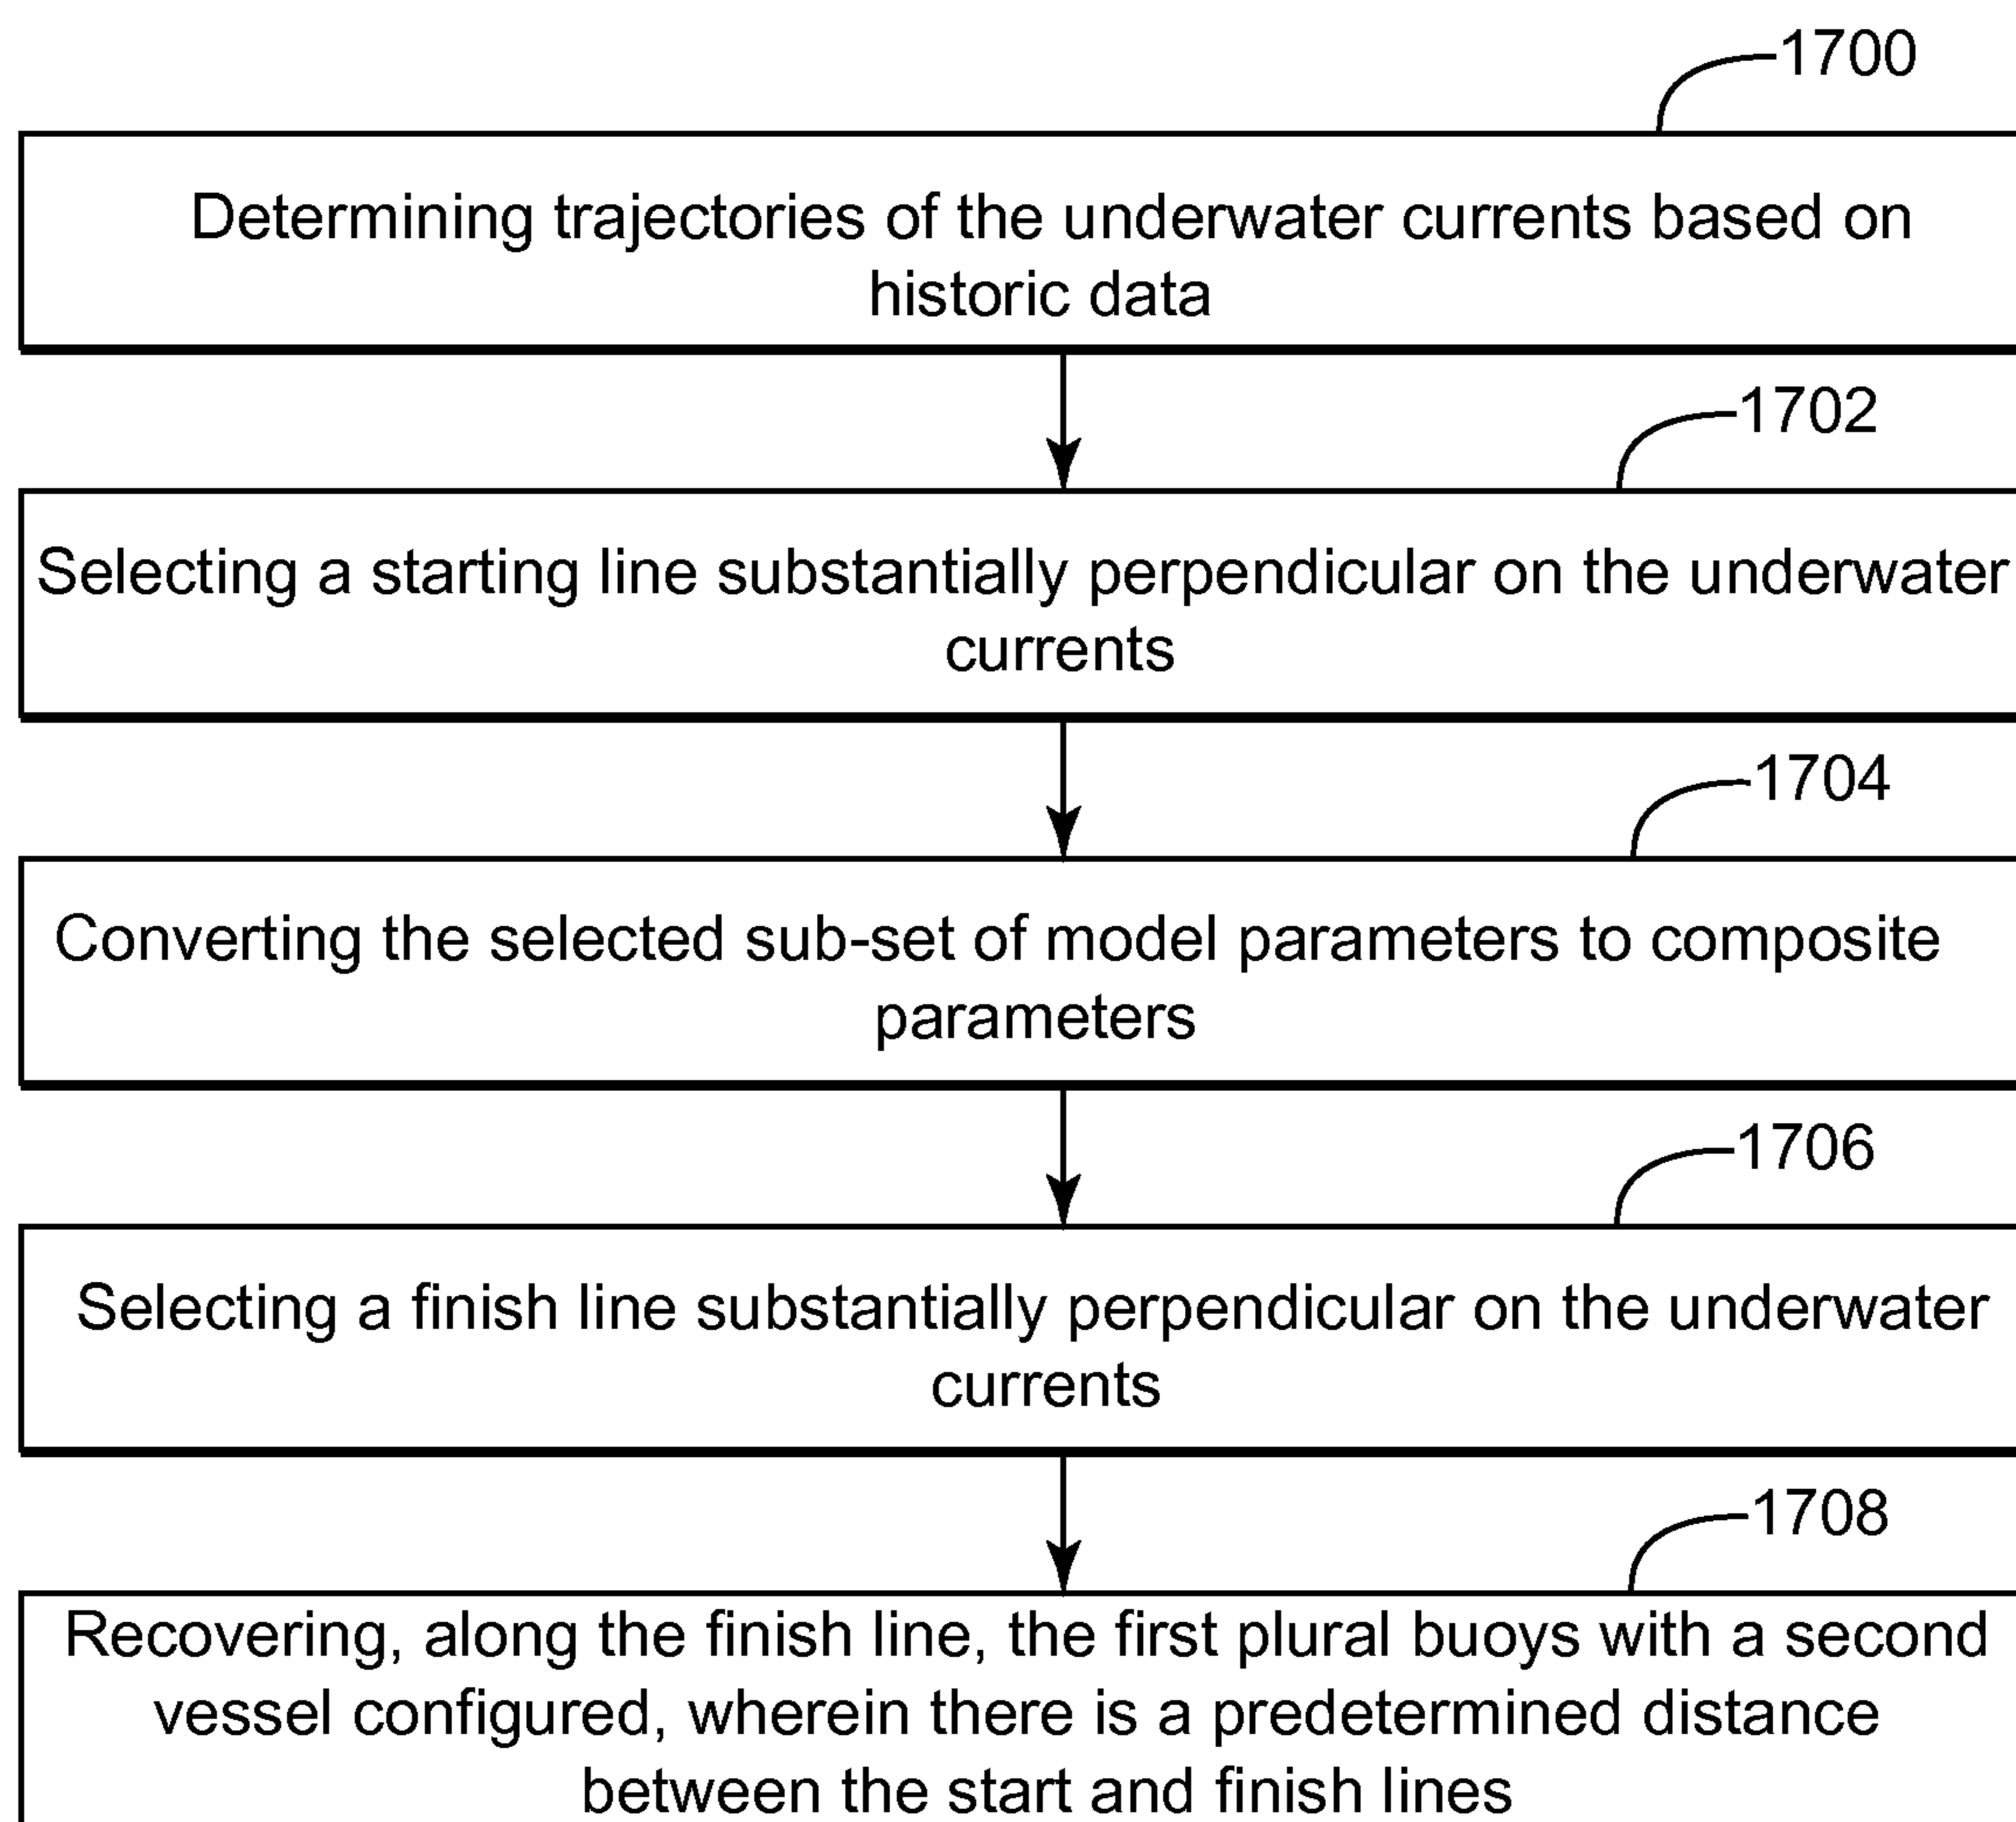 1700
Determining trajectories of the underwater currents based on
historic data
1702
Selecting a starting line substantially perpendicular on the underwater
currents
1704
Converting the selected sub-set of model parameters to composite
parameters
1706
Selecting a finish line substantially perpendicular on the underwater
currents
1708
Recovering, along the finish line, the first plural buoys with a second
vessel configured, wherein there is a predetermined distance
between the start and finish lines